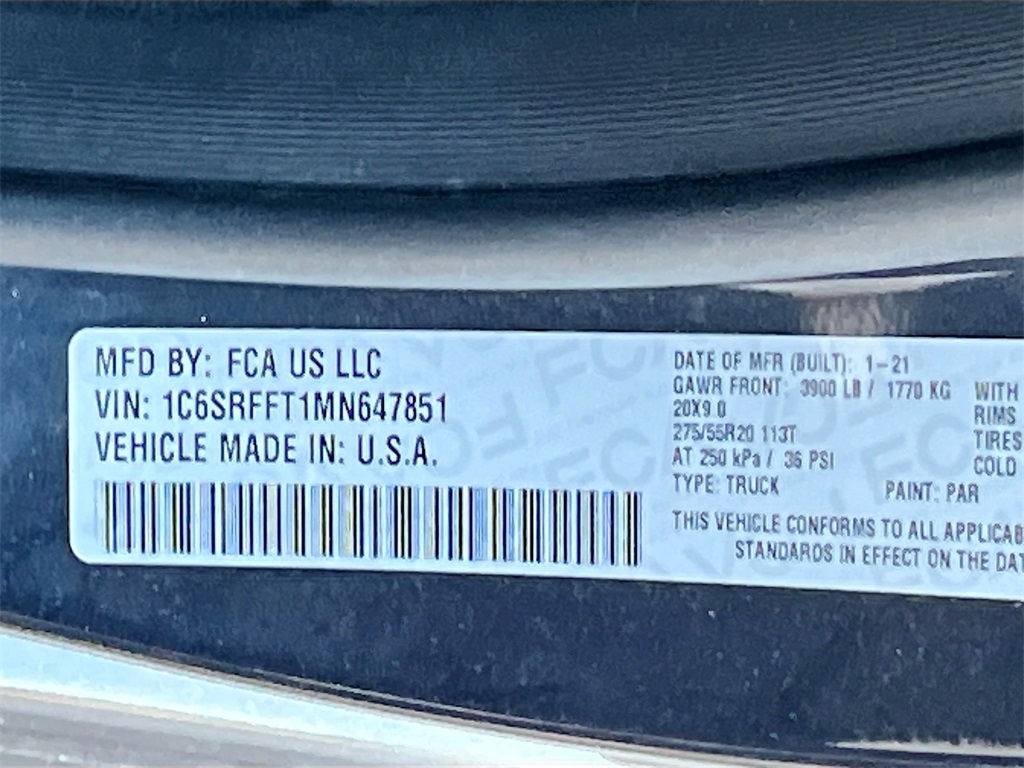 MFD BY: FCA US LLC
VIN: 1C6SRFFT1MN647851
VEHICLE MADE IN: U.S.A.
DATE OF MFR (BUILT): 1-21
GAWR FRONT: 3900 LB / 1770 KG WITH
20X9.0 RIMS
275/55R20 113T TIRES
AT 250 kPa / 36 PSI COLD
TYPE: TRUCK PAINT: PAR
THIS VEHICLE CONFORMS TO ALL APPLICAB
STANDARDS IN EFFECT ON THE DAT